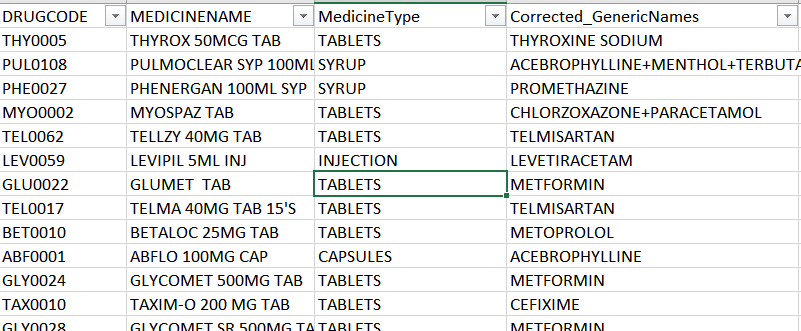 DRUGCODE MEDICINENAME MedicineType Corrected_GenericNames
THY0005 THYROX 50MCG TAB TABLETS THYROXINE SODIUM
PUL0108 PULMOCLEAR SYP 100ML SYRUP ACEBROPHYLLINE+MENTHOL+TERBUTA
PHE0027 PHENERGAN 100ML SYP SYRUP PROMETHAZINE
MYO0002 MYOSPAZ TAB TABLETS CHLORZOXAZONE+PARACETAMOL
TEL0062 TELLZY 40MG TAB TABLETS TELMISARTAN
LEV0059 LEVIPIL 5ML INJ INJECTION LEVETIRACETAM
GLU0022 GLUMET  TAB TABLETS METFORMIN
TEL0017 TELMA 40MG TAB 15'S TABLETS TELMISARTAN
BET0010 BETALOC 25MG TAB TABLETS METOPROLOL
ABF0001 ABFLO 100MG CAP CAPSULES ACEBROPHYLLINE
GLY0024 GLYCOMET 500MG TAB TABLETS METFORMIN
TAX0010 TAXIM-O 200 MG TAB TABLETS CEFIXIME
GLY0028 GLYCOMET SR 500MG TA TABLETS METFORMIN